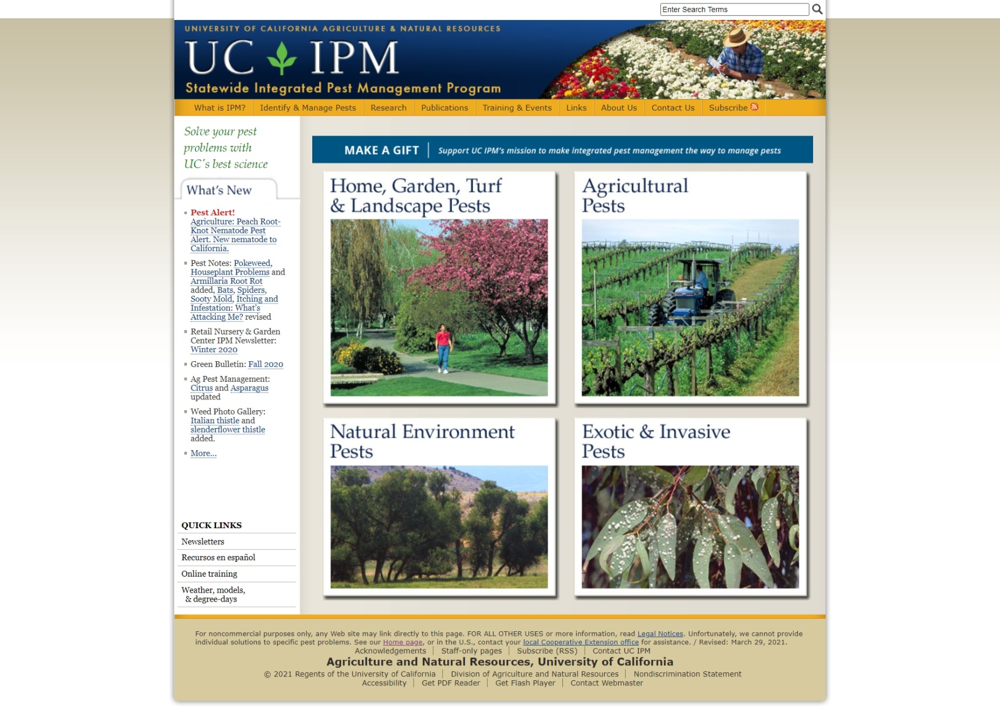 Enter Search Terms
UNIVERSITY OF CALIFORNIA AGRICULTURE & NATURAL RESOURCES
UC IPM
Statewide Integrated Pest Management Program
What is IPM?
Identify & Manage Pests
Research
Publications
Training & Events
Links
About Us
Contact Us
Subscribe
Solve your pest
problems with
UC's best science
What's New
Pest Alert!
Agriculture: Peach Root-
Knot Nematode Pest
Alert. New nematode to
California.
Pest Notes: Pokeweed,
Houseplant Problems and
Armillaria Root Rot
added, Bats, Spiders,
Sooty Mold, Itching and
Infestation: What's
Attacking Me? revised
Retail Nursery & Garden
Center IPM Newsletter:
Winter 2020
Green Bulletin: Fall 2020
Ag Pest Management:
Citrus and Asparagus
updated
Weed Photo Gallery:
Italian thistle and
slenderflower thistle
added.
More...
QUICK LINKS
Newsletters
Recursos en español
Online training
Weather, models,
& degree-days
MAKE A GIFT | Support UC IPM's mission to make integrated pest management the way to manage pests
Home, Garden, Turf
& Landscape Pests
Agricultural
Pests
Natural Environment
Pests
Exotic & Invasive
Pests
For noncommercial purposes only, any Web site may link directly to this page. FOR ALL OTHER USES or more information, read Legal Notices. Unfortunately, we cannot provide
individual solutions to specific pest problems. See our Home page, or in the U.S., contact your local Cooperative Extension office for assistance. / Revised: March 29, 2021.
Acknowledgements | Staff-only pages | Subscribe (RSS) | Contact UC IPM
Agriculture and Natural Resources, University of California
© 2021 Regents of the University of California | Division of Agriculture and Natural Resources | Nondiscrimination Statement
Accessibility | Get PDF Reader | Get Flash Player | Contact Webmaster